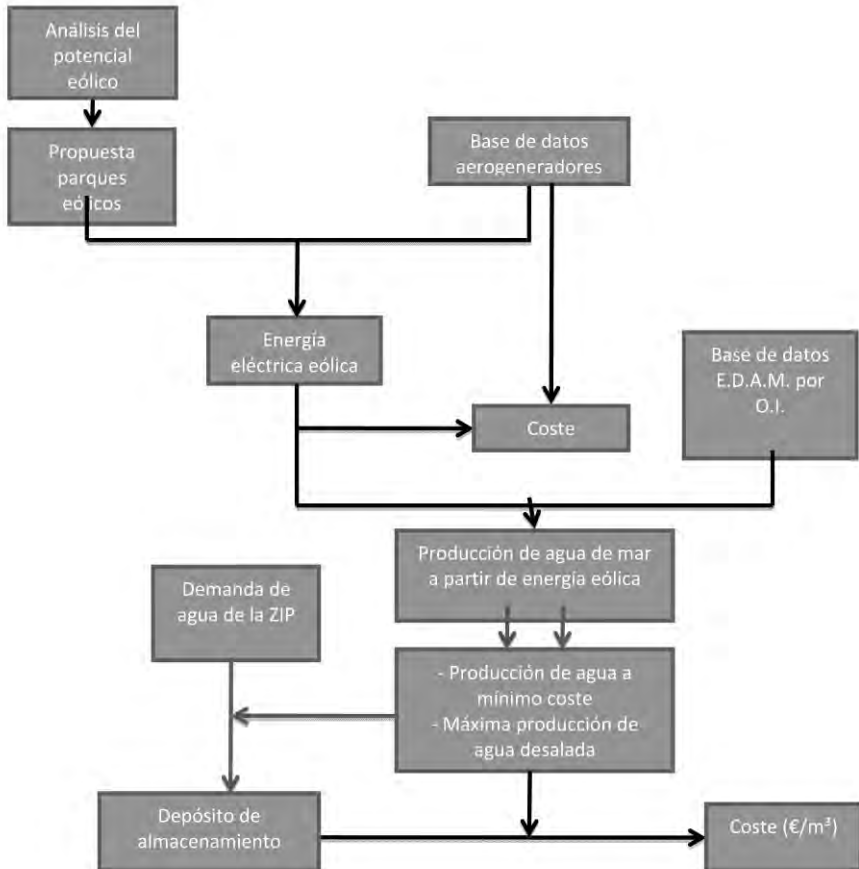 Análisis del
potencial
eólico
Propuesta
parques
eólicos
Base de datos
aerogeneradores
Energía
eléctrica eólica
Base de datos
E.D.A.M. por
O.I.
Coste
Producción de agua de mar
a partir de energía eólica
Demanda de
agua de la ZIP
- Producción de agua a
mínimo coste
- Máxima producción de
agua desalada
Depósito de
almacenamiento
Coste (€/m³)